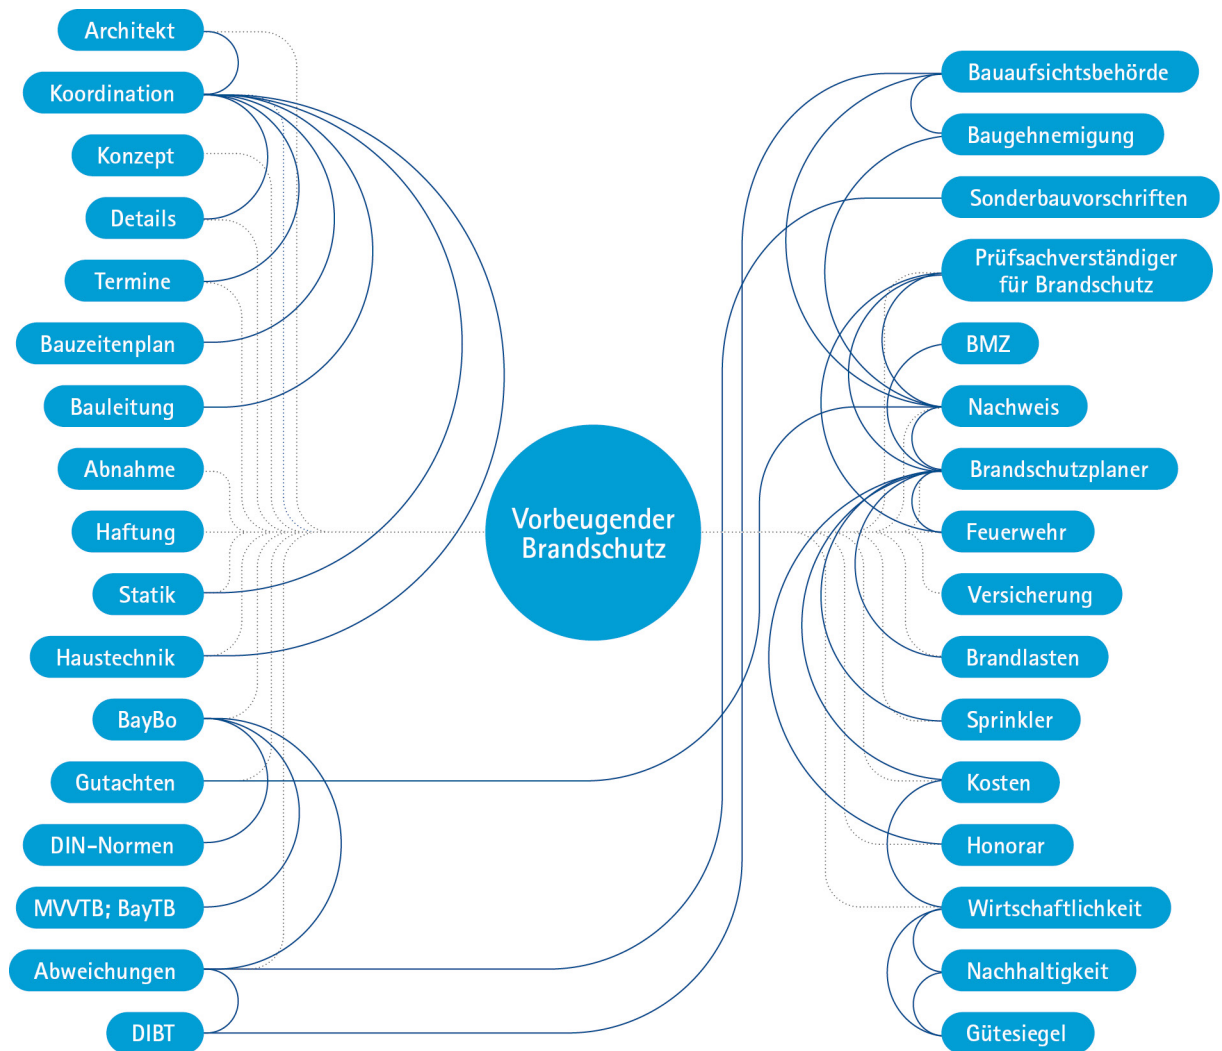 Architekt
Koordination
Konzept
Details
Termine
Bauzeitenplan
Bauleitung
Abnahme
Haftung
Statik
Haustechnik
BayBo
Gutachten
DIN-Normen
MVVTB; BayTB
Abweichungen
DIBT
Vorbeugender
Brandschutz
Bauaufsichtsbehörde
Baugehnemigung
Sonderbauvorschriften
Prüfsachverständiger
für Brandschutz
BMZ
Nachweis
Brandschutzplaner
Feuerwehr
Versicherung
Brandlasten
Sprinkler
Kosten
Honorar
Wirtschaftlichkeit
Nachhaltigkeit
Gütesiegel